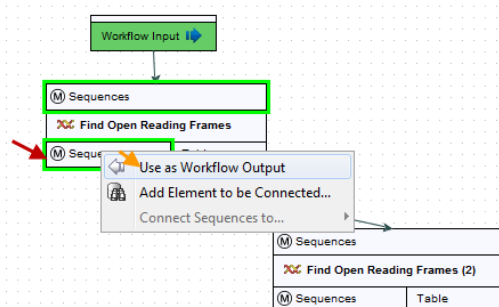 Workflow Input
M Sequences
Find Open Reading Frames
M Seque
Use as Workflow Output
Add Element to be Connected...
Connect Sequences to...
M Sequences
Find Open Reading Frames (2)
M Sequences Table